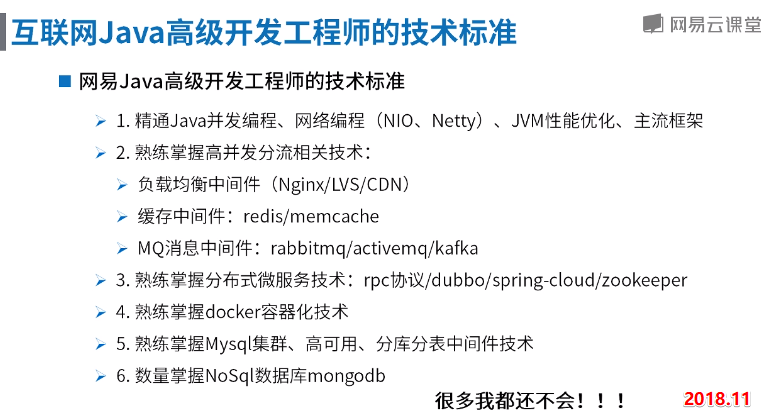 互联网Java高级开发工程师的技术标准
网易云课堂
网易Java高级开发工程师的技术标准
1. 精通Java并发编程、网络编程（NIO、Netty）、JVM性能优化、主流框架
2. 熟练掌握高并发分流相关技术：
负载均衡中间件（Nginx/LVS/CDN）
缓存中间件：redis/memcache
MQ消息中间件：rabbitmq/activemq/kafka
3. 熟练掌握分布式微服务技术：rpc协议/dubbo/spring-cloud/zookeeper
4. 熟练掌握docker容器化技术
5. 熟练掌握Mysql集群、高可用、分库分表中间件技术
6. 数量掌握NoSql数据库mongodb
很多我都还不会！！！ 2018.11